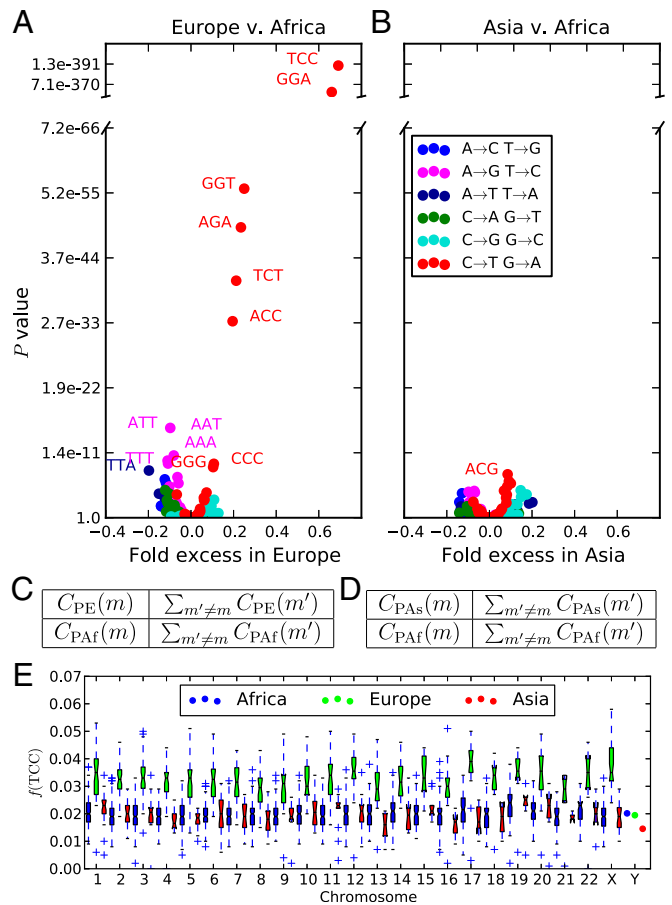 A Europe v. Africa
B Asia v. Africa
1.3e-391
7.1e-370
7.2e-66
5.2e-55
3.7e-44
2.7e-33
1.9e-22
1.4e-11
1.0
P value
TCC
GGA
GGT
AGA
TCT
ACC
ATT
AAT
AAA
TTT
GGG
CCC
TTA
−0.4 −0.2 0.0 0.2 0.4 0.6
Fold excess in Europe
A→C T→G
A→G T→C
A→T T→A
C→A G→T
C→G G→C
C→T G→A
ACG
−0.4 −0.2 0.0 0.2 0.4 0.6
Fold excess in Asia
C
C_PE(m) ∑_{m′≠m} C_PE(m′)
C_PAf(m) ∑_{m′≠m} C_PAf(m′)
D
C_PAs(m) ∑_{m′≠m} C_PAs(m′)
C_PAf(m) ∑_{m′≠m} C_PAf(m′)
E
0.07
0.06
0.05
0.04
0.03
0.02
0.01
0.00
f(TCC)
Africa Europe Asia
1 2 3 4 5 6 7 8 9 10 11 12 13 14 15 16 17 18 19 20 21 22 X Y
Chromosome